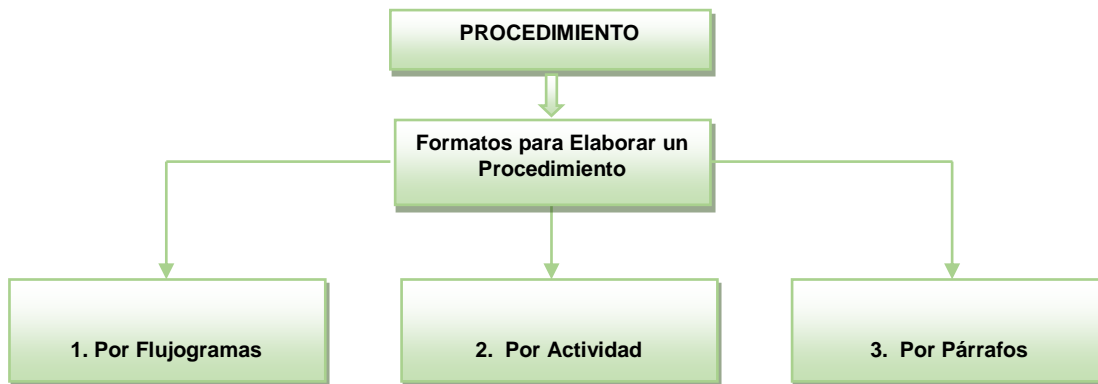 PROCEDIMIENTO
Formatos para Elaborar un
Procedimiento
1. Por Flujogramas
2. Por Actividad
3. Por Párrafos